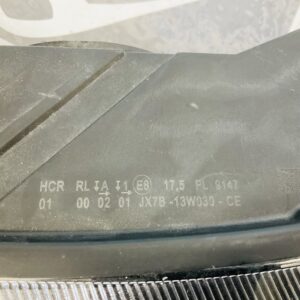 HCR RL A 1 E8 17,5 PL 9147
01 00 02 01 JX7B-13W030-CE